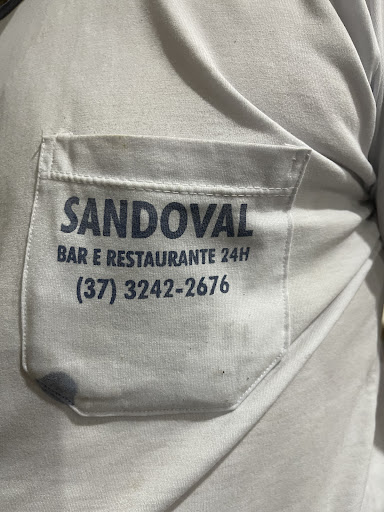 SANDOVAL
BAR E RESTAURANTE 24H
(37) 3242-2676